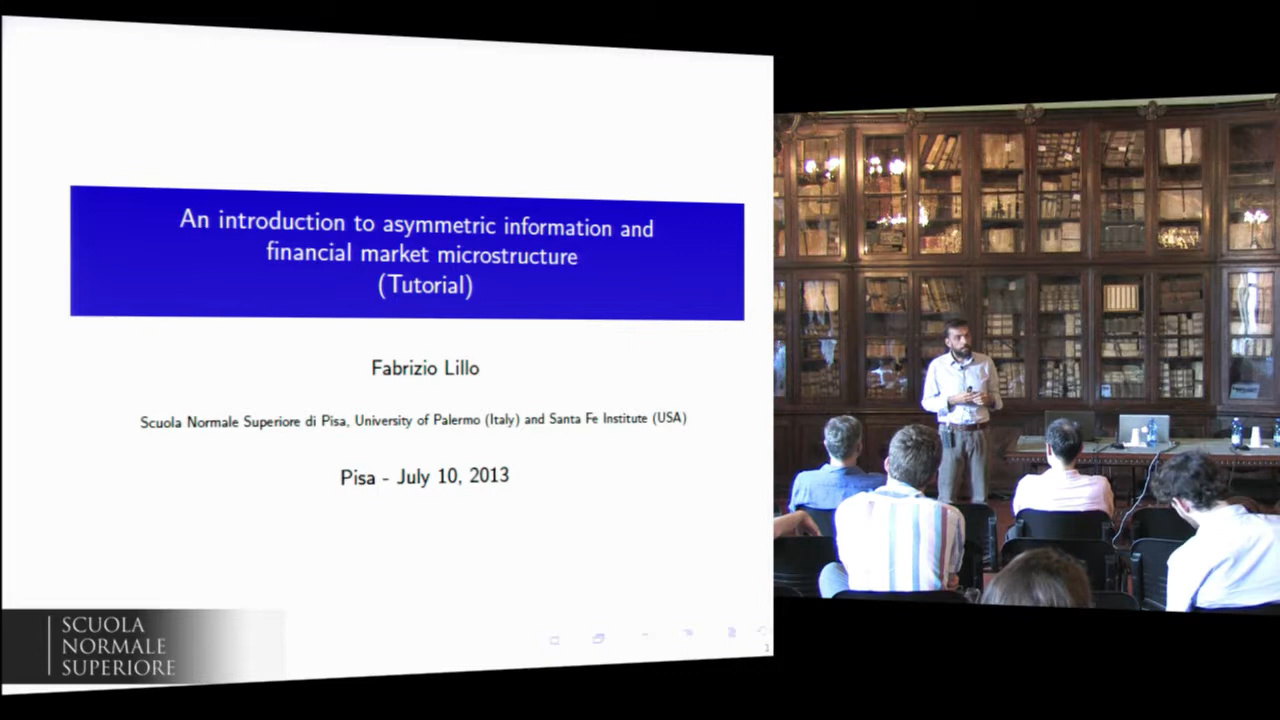 An introduction to asymmetric information and
financial market microstructure
(Tutorial)
Fabrizio Lillo
Scuola Normale Superiore di Pisa, University of Palermo (Italy) and Santa Fe Institute (USA)
Pisa - July 10, 2013
SCUOLA
NORMALE
SUPERIORE
1